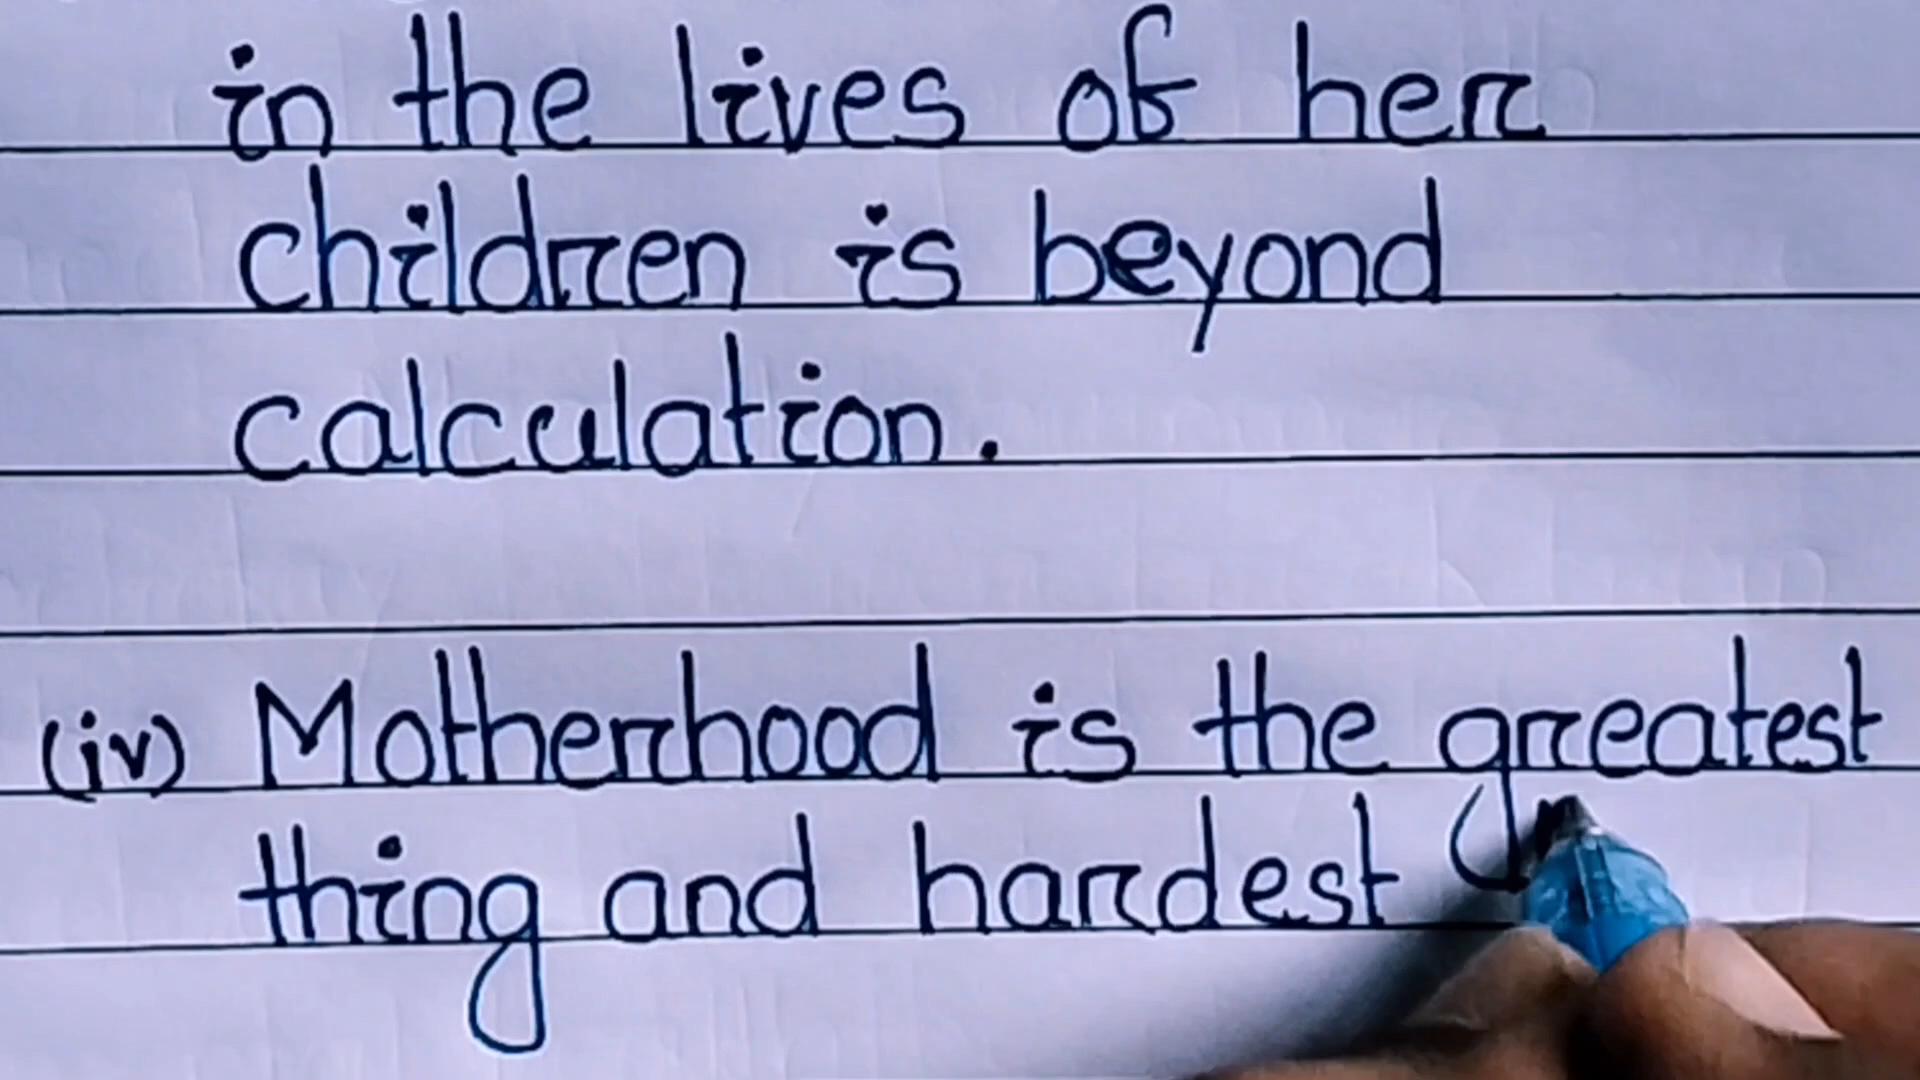 in the lives of her
children is beyond
calculation.
(iv) Motherhood is the greatest
thing and hardest